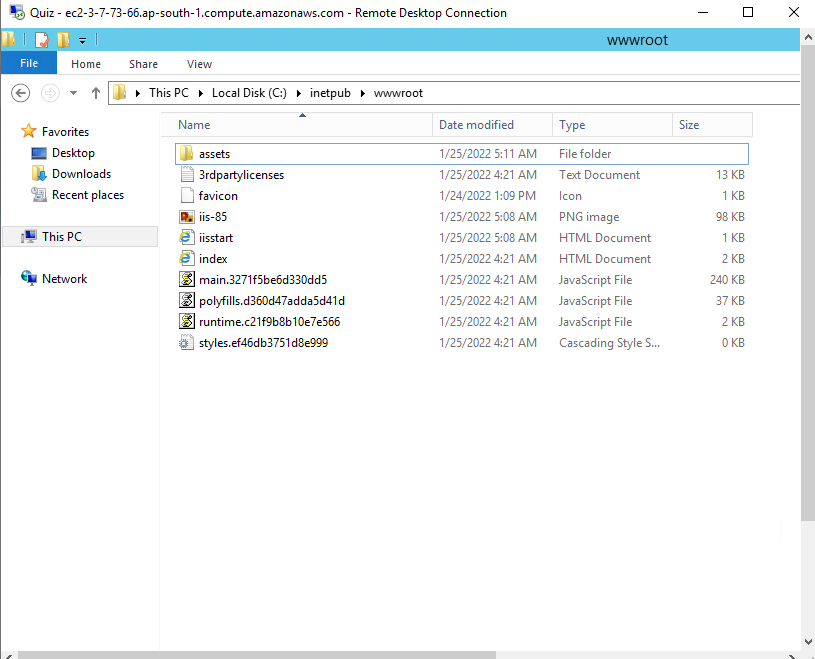 Quiz - ec2-3-7-73-66.ap-south-1.compute.amazonaws.com - Remote Desktop Connection
wwwroot
File Home Share View
This PC Local Disk (C:) inetpub wwwroot
Favorites
Desktop
Downloads
Recent places
This PC
Network
Name Date modified Type Size
assets 1/25/2022 5:11 AM File folder
3rdpartylicenses 1/25/2022 4:21 AM Text Document 13 KB
favicon 1/24/2022 1:09 PM Icon 1 KB
iis-85 1/25/2022 5:08 AM PNG image 98 KB
iisstart 1/25/2022 5:08 AM HTML Document 1 KB
index 1/25/2022 4:21 AM HTML Document 2 KB
main.3271f5be6d330dd5 1/25/2022 4:21 AM JavaScript File 240 KB
polyfills.d360d47adda5d41d 1/25/2022 4:21 AM JavaScript File 37 KB
runtime.c21f9b8b10e7e566 1/25/2022 4:21 AM JavaScript File 2 KB
styles.ef46db3751d8e999 1/25/2022 4:21 AM Cascading Style S... 0 KB